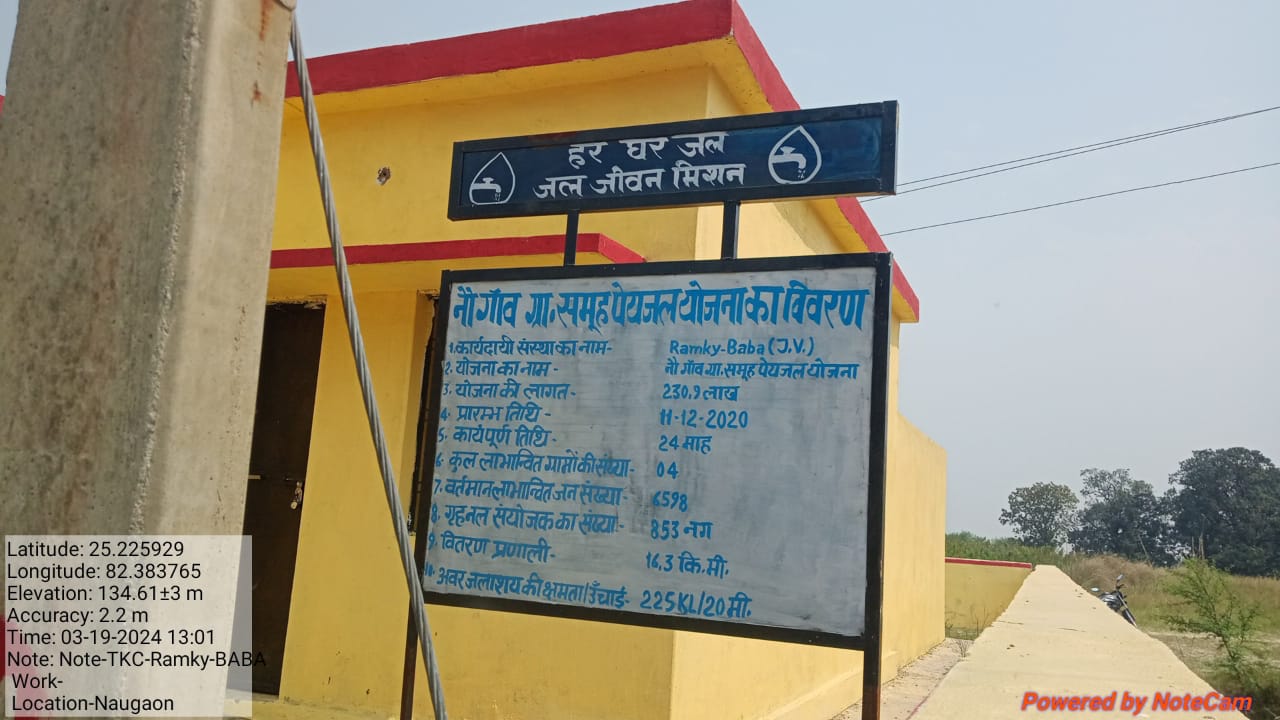 हर घर जल
जल जीवन मिशन
नौ गॉव ग्रा.समूह पेयजल योजना का विवरण
1.कार्यदायी संस्था का नाम- Ramky-Baba (J.V.)
2. योजना का नाम- नौ गॉव ग्रा.समूह पेयजल योजना
3. योजना की लागत- 230.9 लाख
4. प्रारम्भ तिथि - 11-12-2020
5. कार्यपूर्ण तिथि- 24 माह
6. कुल लाभान्वित ग्रामों की संख्या- 04
7. वर्तमान लाभान्वित जन संख्या- 6598
8. गृहनल संयोजक का संख्या- 853 नग
9. वितरण प्रणाली- 16.3 कि.मी.
10. अवर जलाशय की क्षमता/ऊँचाई- 225 KL/20 मी.
Latitude: 25.225929
Longitude: 82.383765
Elevation: 134.61±3 m
Accuracy: 2.2 m
Time: 03-19-2024 13:01
Note: Note-TKC-Ramky-BABA
Work-
Location-Naugaon
Powered by NoteCam